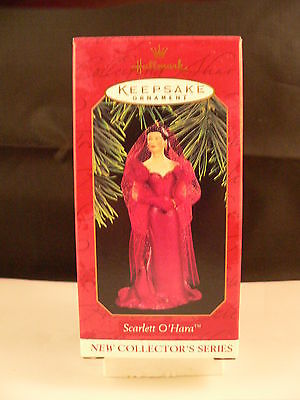 Hallmark
KEEPSAKE
ORNAMENT
Scarlett O'Hara™
NEW COLLECTOR'S SERIES